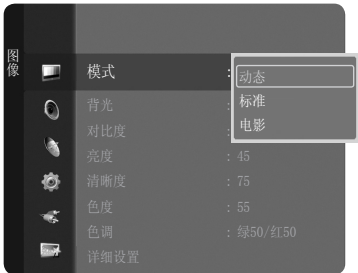 图像
模式 : 动态
标准
电影
背光 :
对比度 :
亮度 : 45
清晰度 : 75
色度 : 55
色调 : 绿50/红50
详细设置